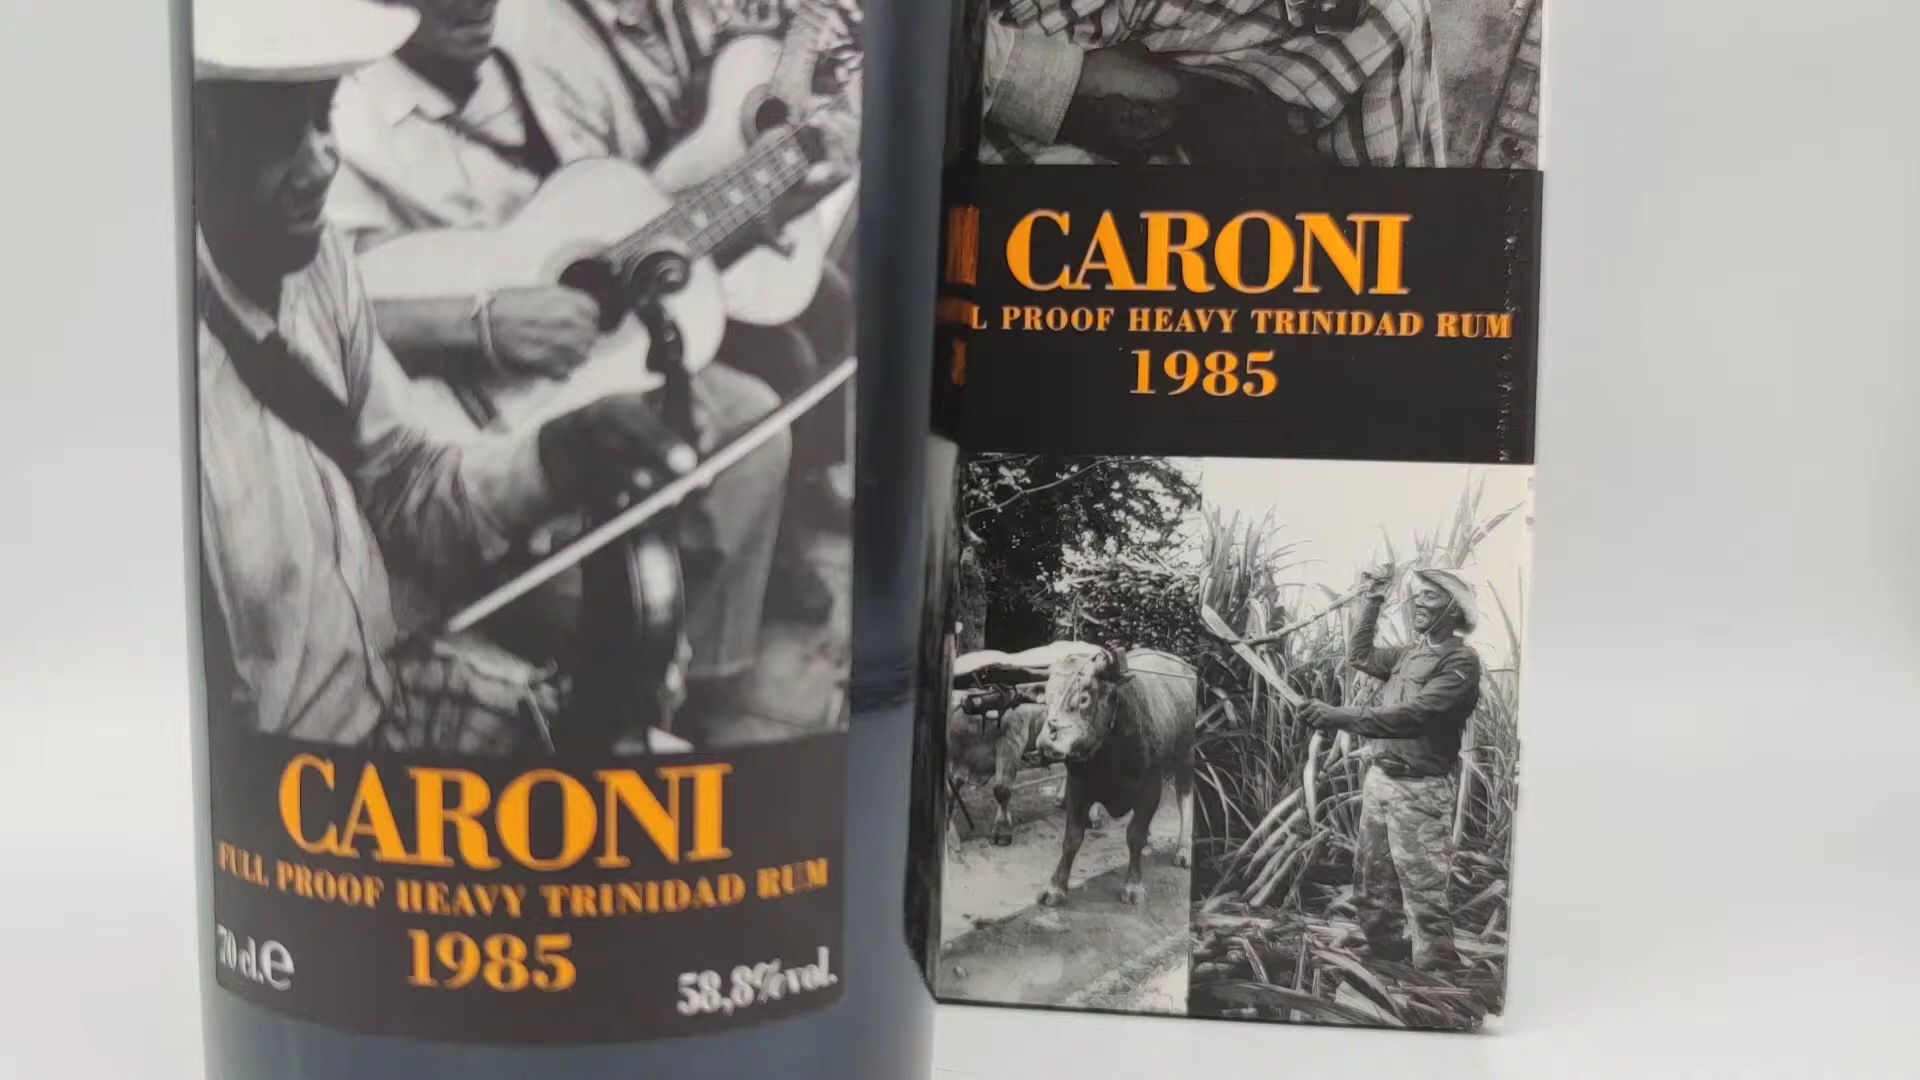 CARONI
FULL PROOF HEAVY TRINIDAD RUM
1985
70 cl.e
58,8%vol.
CARONI
L PROOF HEAVY TRINIDAD RUM
1985